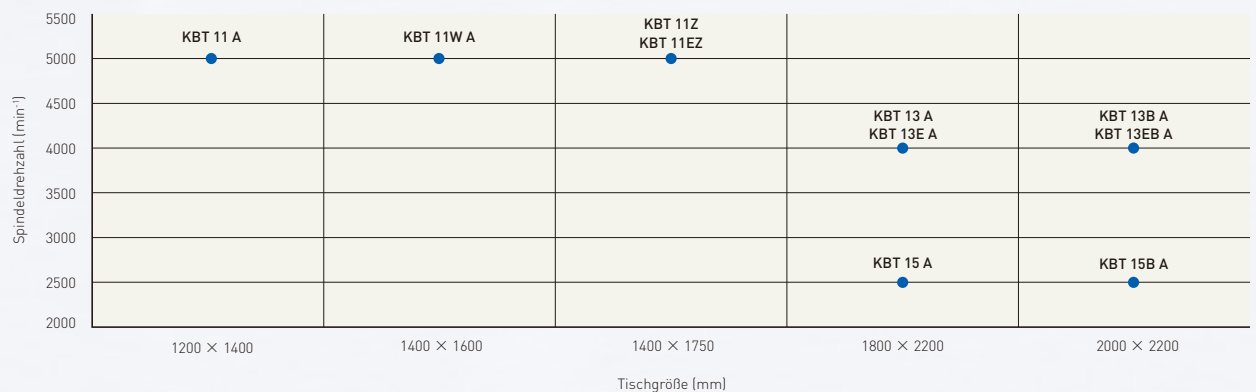 5500
5000
4500
4000
3500
3000
2500
2000
Spindeldrehzahl (min⁻¹)
KBT 11 A
KBT 11W A
KBT 11Z
KBT 11EZ
KBT 13 A
KBT 13E A
KBT 13B A
KBT 13EB A
KBT 15 A
KBT 15B A
1200 × 1400
1400 × 1600
1400 × 1750
1800 × 2200
2000 × 2200
Tischgröße (mm)